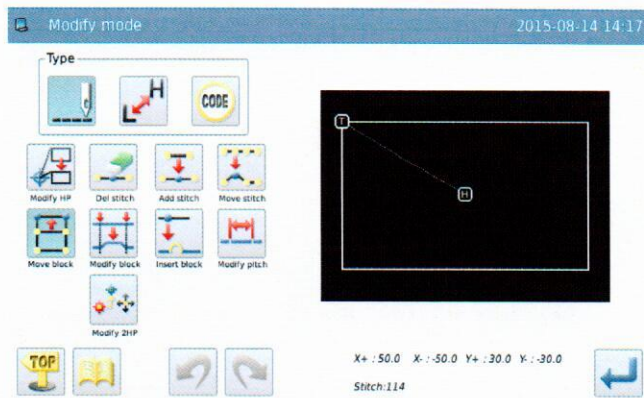 Modify mode 2015-08-14 14:17
Type
L H CODE
Modify HP Del stitch Add stitch Move stitch
Move block Modify block Insert block Modify pitch
Modify 2HP
T
H
TOP
X+ : 50.0 X- : -50.0 Y+ : 30.0 Y- : -30.0
Stitch:114